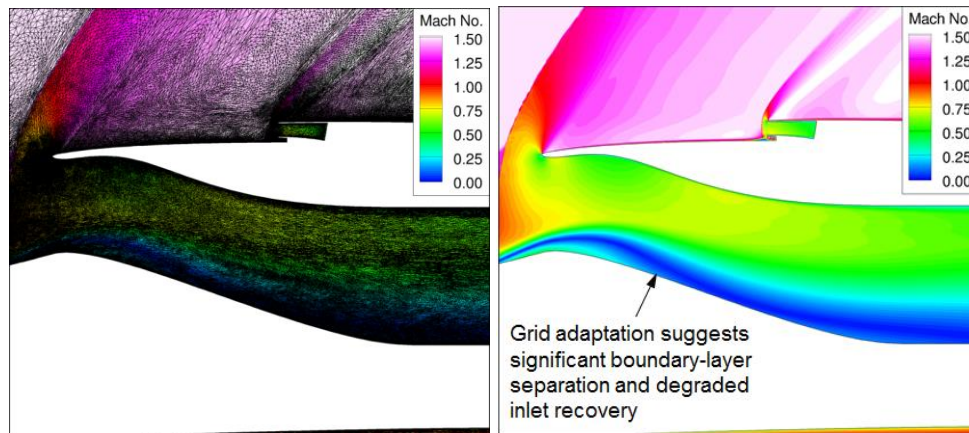 Mach No.
1.50
1.25
1.00
0.75
0.50
0.25
0.00
Mach No.
1.50
1.25
1.00
0.75
0.50
0.25
0.00
Grid adaptation suggests
significant boundary-layer
separation and degraded
inlet recovery